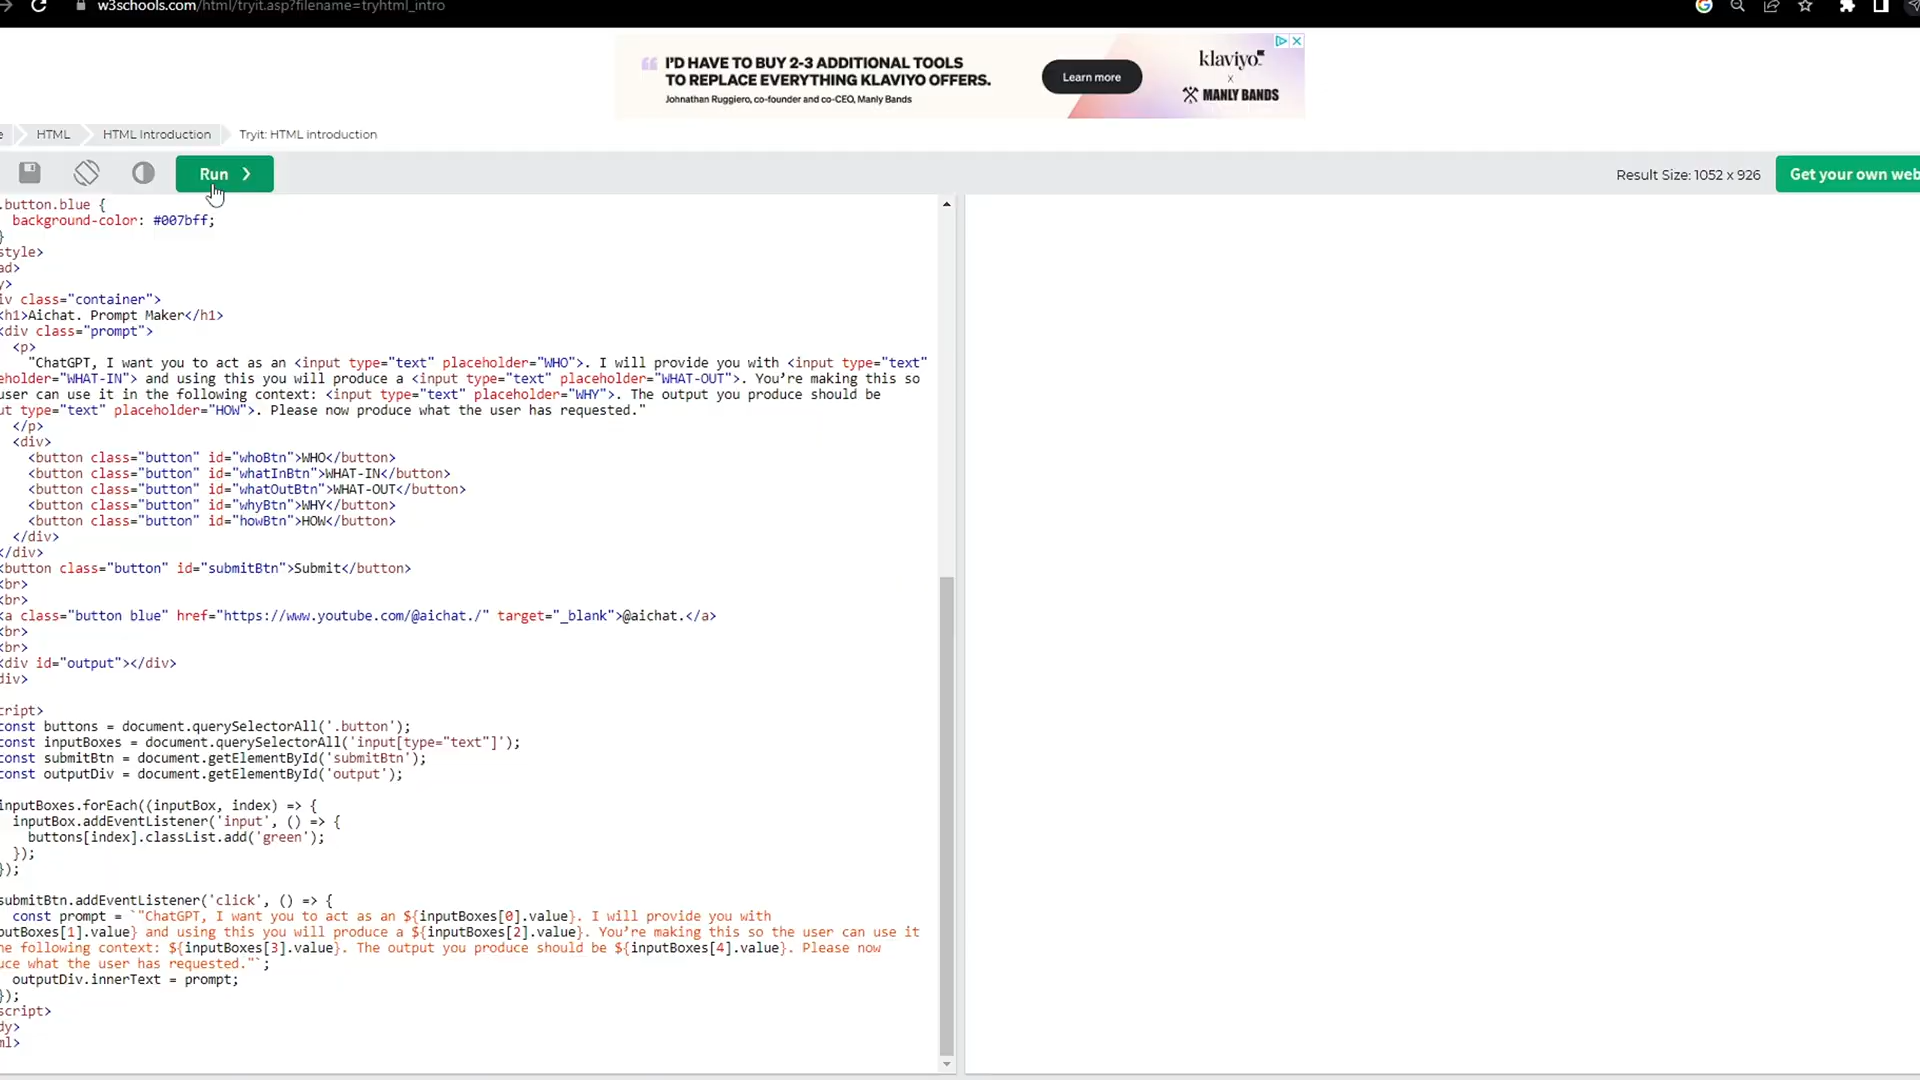 w3schools.com/html/tryit.asp?filename=tryhtml_intro
I'D HAVE TO BUY 2-3 ADDITIONAL TOOLS
TO REPLACE EVERYTHING KLAVIYO OFFERS.
Johnathan Ruggiero, co-founder and co-CEO, Manly Bands
Learn more
klaviyo
x
MANLY BANDS
e HTML HTML Introduction Tryit: HTML introduction
Run ❯
Result Size: 1052 x 926
Get your own web
.button.blue {
background-color: #007bff;
}
style>
ad>
y>
iv class="container">
<h1>Aichat. Prompt Maker</h1>
<div class="prompt">
<p>
"ChatGPT, I want you to act as an <input type="text" placeholder="WHO">. I will provide you with <input type="text"
eholder="WHAT-IN"> and using this you will produce a <input type="text" placeholder="WHAT-OUT">. You’re making this so
user can use it in the following context: <input type="text" placeholder="WHY">. The output you produce should be
ut type="text" placeholder="HOW">. Please now produce what the user has requested."
</p>
<div>
<button class="button" id="whoBtn">WHO</button>
<button class="button" id="whatInBtn">WHAT-IN</button>
<button class="button" id="whatOutBtn">WHAT-OUT</button>
<button class="button" id="whyBtn">WHY</button>
<button class="button" id="howBtn">HOW</button>
</div>
</div>
<button class="button" id="submitBtn">Submit</button>
<br>
<br>
<a class="button blue" href="https://www.youtube.com/@aichat./" target="_blank">@aichat.</a>
<br>
<br>
<div id="output"></div>
div>
cript>
const buttons = document.querySelectorAll('.button');
const inputBoxes = document.querySelectorAll('input[type="text"]');
const submitBtn = document.getElementById('submitBtn');
const outputDiv = document.getElementById('output');
inputBoxes.forEach((inputBox, index) => {
inputBox.addEventListener('input', () => {
buttons[index].classList.add('green');
});
});
submitBtn.addEventListener('click', () => {
const prompt = `"ChatGPT, I want you to act as an ${inputBoxes[0].value}. I will provide you with
putBoxes[1].value} and using this you will produce a ${inputBoxes[2].value}. You’re making this so the user can use it
he following context: ${inputBoxes[3].value}. The output you produce should be ${inputBoxes[4].value}. Please now
uce what the user has requested."`;
outputDiv.innerText = prompt;
});
script>
dy>
ml>